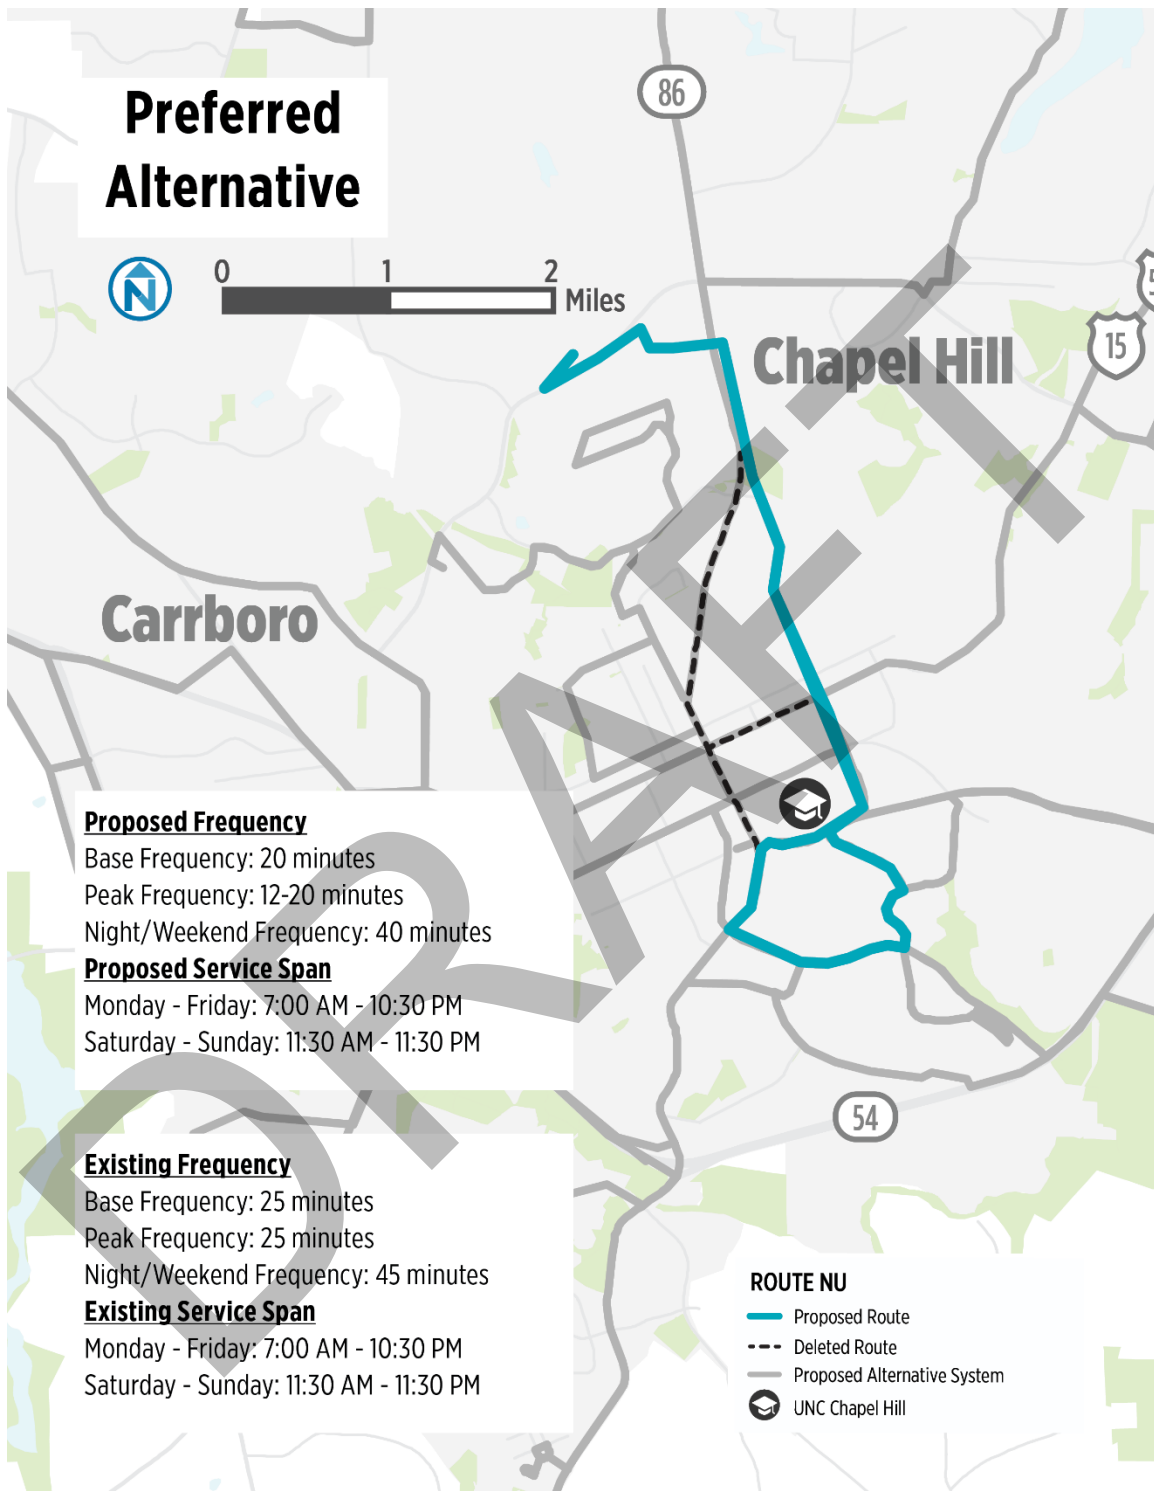 Preferred
Alternative
86
N
0 1 2
Miles
Chapel Hill
15
Carrboro
Proposed Frequency
Base Frequency: 20 minutes
Peak Frequency: 12-20 minutes
Night/Weekend Frequency: 40 minutes
Proposed Service Span
Monday - Friday: 7:00 AM - 10:30 PM
Saturday - Sunday: 11:30 AM - 11:30 PM
54
Existing Frequency
Base Frequency: 25 minutes
Peak Frequency: 25 minutes
Night/Weekend Frequency: 45 minutes
Existing Service Span
Monday - Friday: 7:00 AM - 10:30 PM
Saturday - Sunday: 11:30 AM - 11:30 PM
ROUTE NU
Proposed Route
Deleted Route
Proposed Alternative System
UNC Chapel Hill
DRAFT